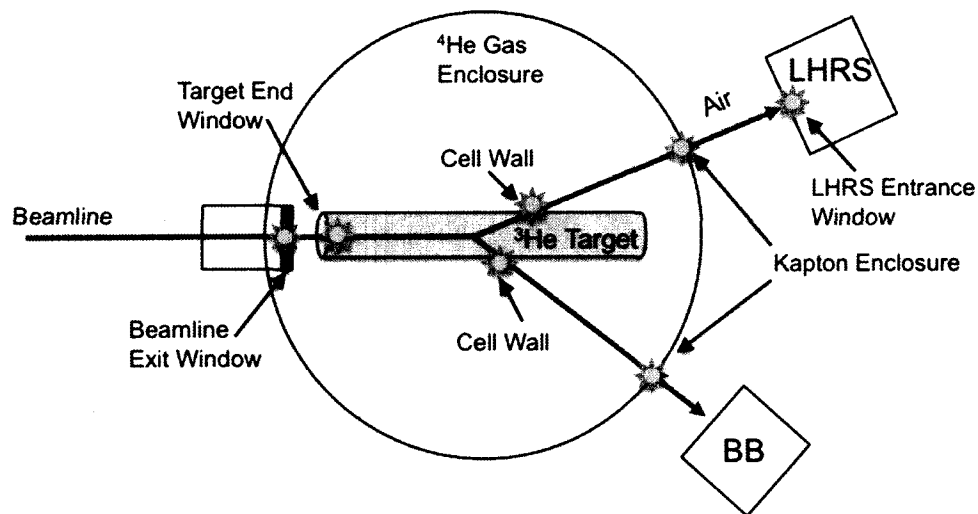 ⁴He Gas
Enclosure
LHRS
Target End
Window
Air
Cell Wall
LHRS Entrance
Window
Beamline
³He Target
Kapton Enclosure
Beamline
Exit Window
Cell Wall
BB